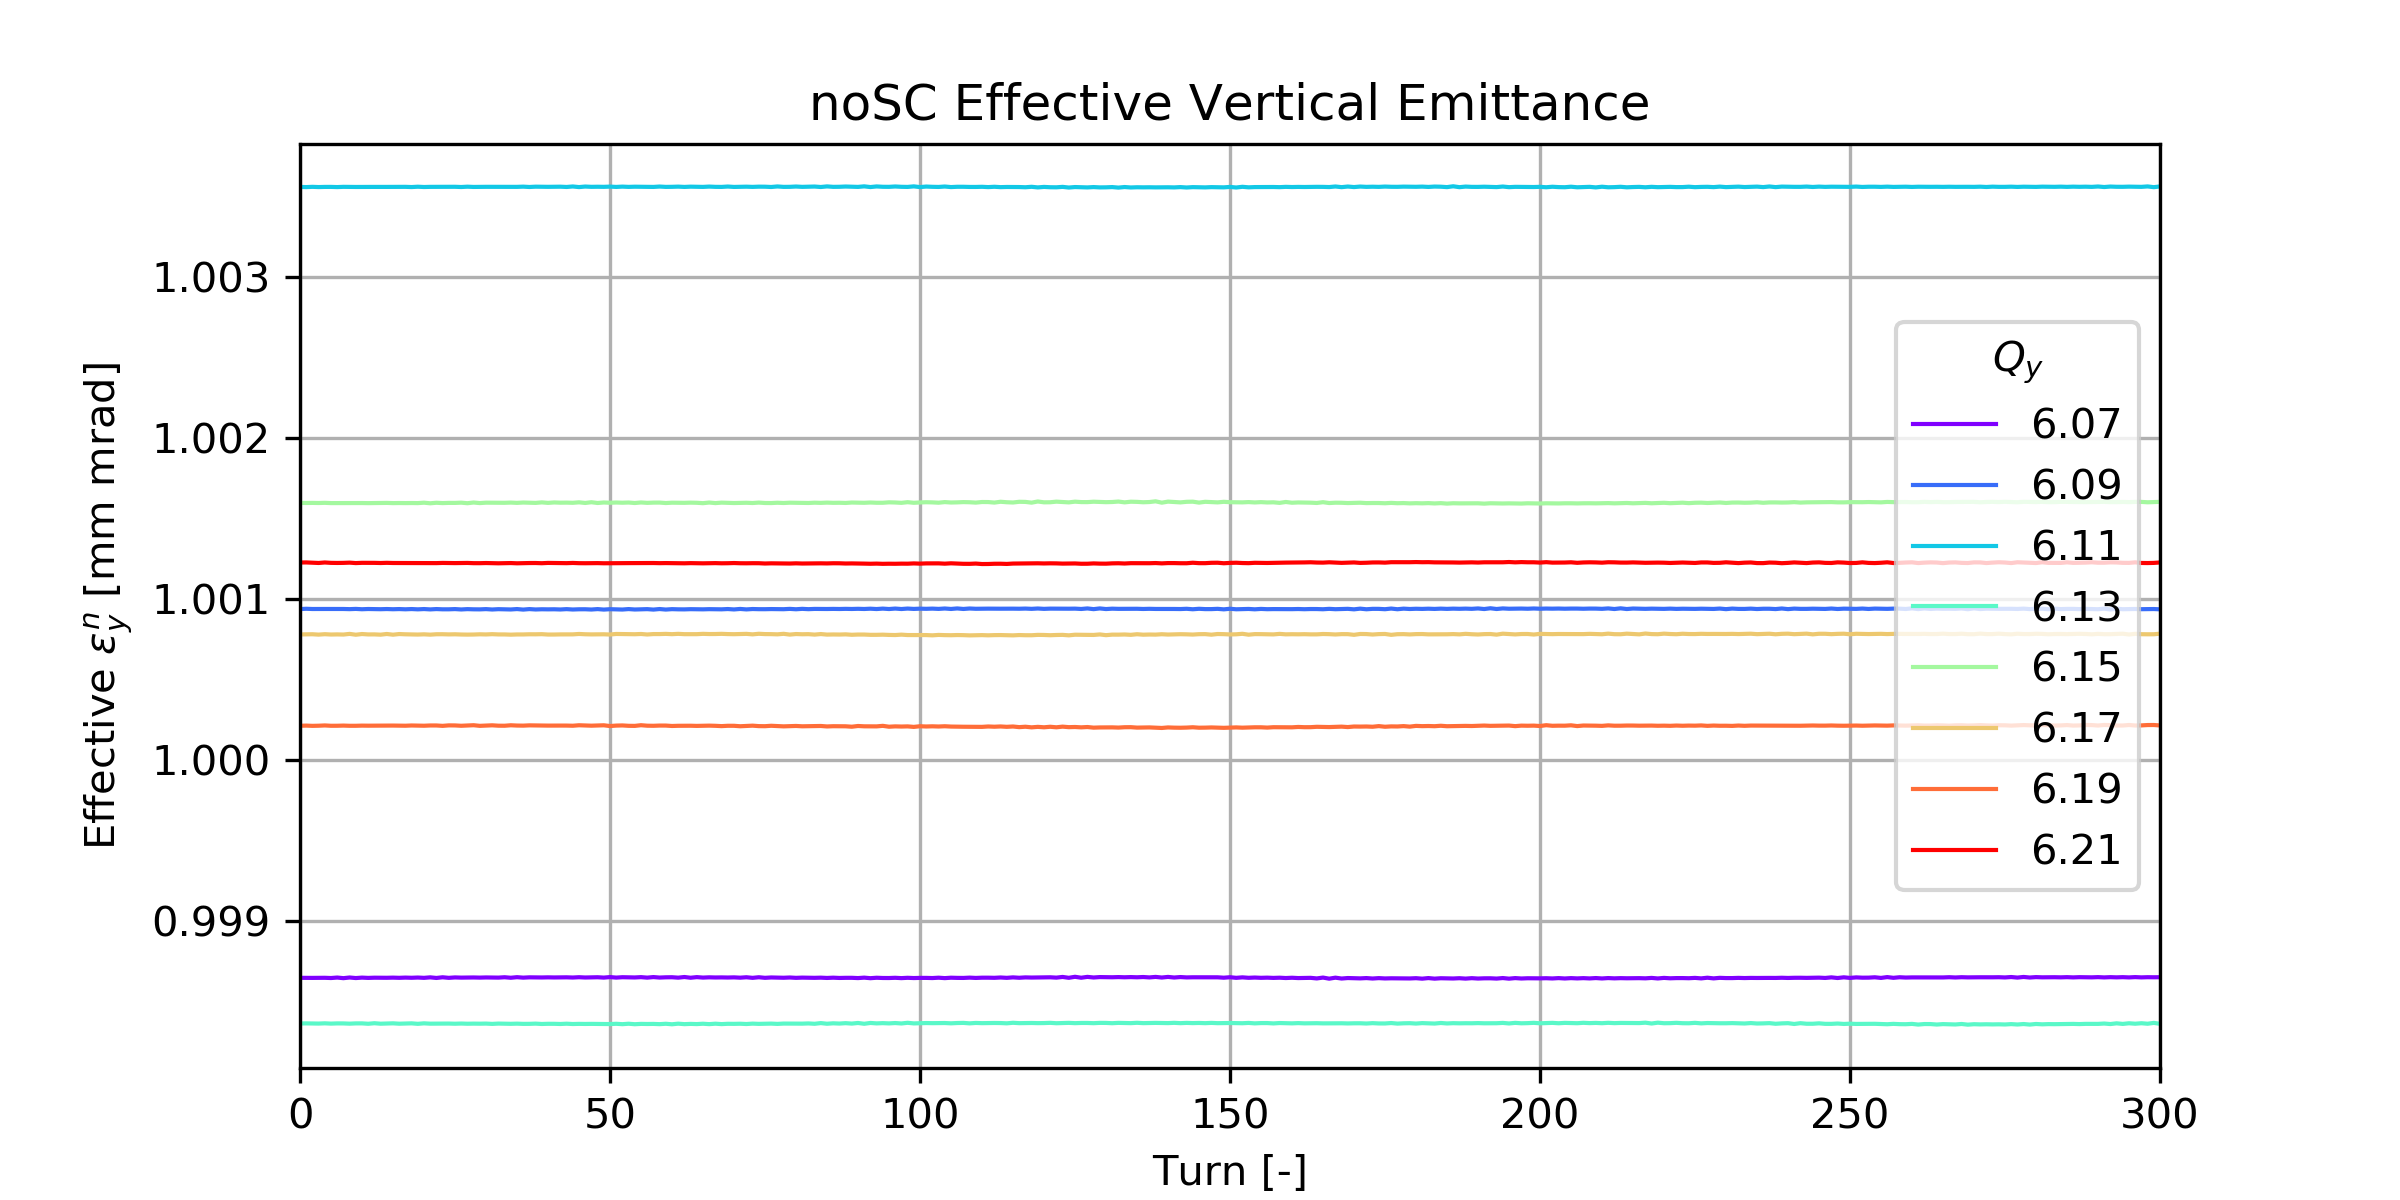 noSC Effective Vertical Emittance
Effective εⁿ_y [mm mrad]
1.003
1.002
1.001
1.000
0.999
Q_y
6.07
6.09
6.11
6.13
6.15
6.17
6.19
6.21
0 50 100 150 200 250 300
Turn [-]